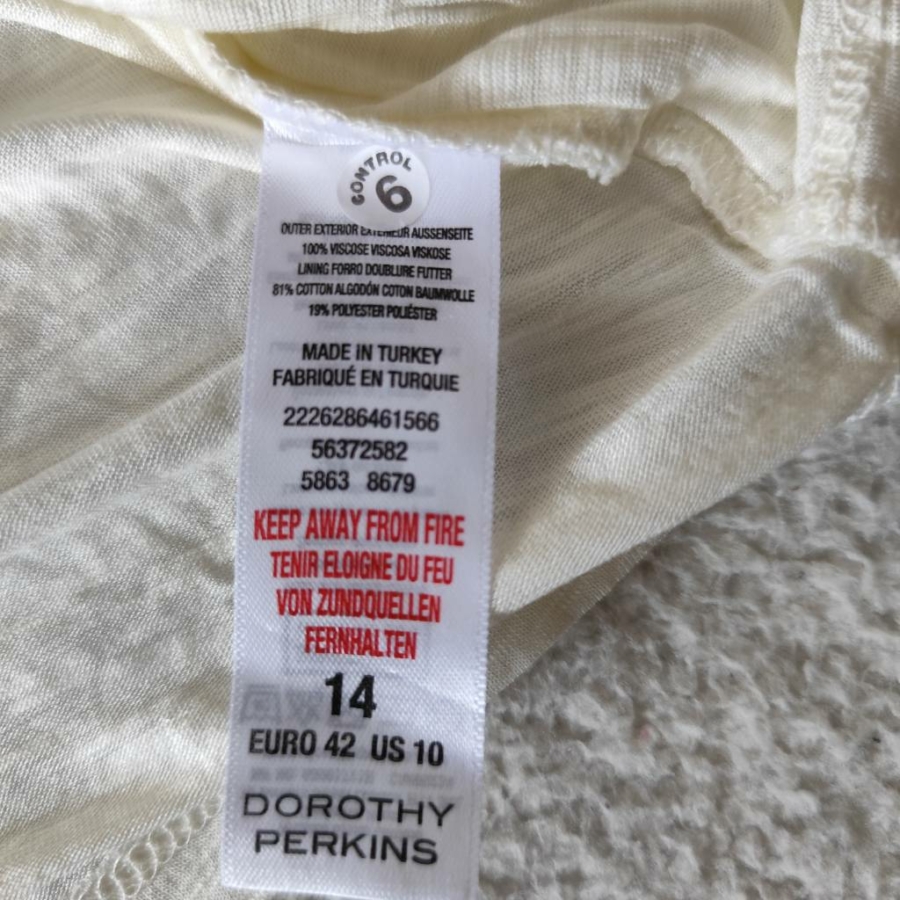 CONTROL
6
OUTER EXTERIOR EXTERIEUR AUSSENSEITE
100% VISCOSE VISCOSA VISKOSE
LINING FORRO DOUBLURE FUTTER
81% COTTON ALGODÓN COTON BAUMWOLLE
19% POLYESTER POLIÉSTER
MADE IN TURKEY
FABRIQUÉ EN TURQUIE
2226286461566
56372582
5863 8679
KEEP AWAY FROM FIRE
TENIR ELOIGNE DU FEU
VON ZUNDQUELLEN
FERNHALTEN
14
EURO 42 US 10
DOROTHY
PERKINS